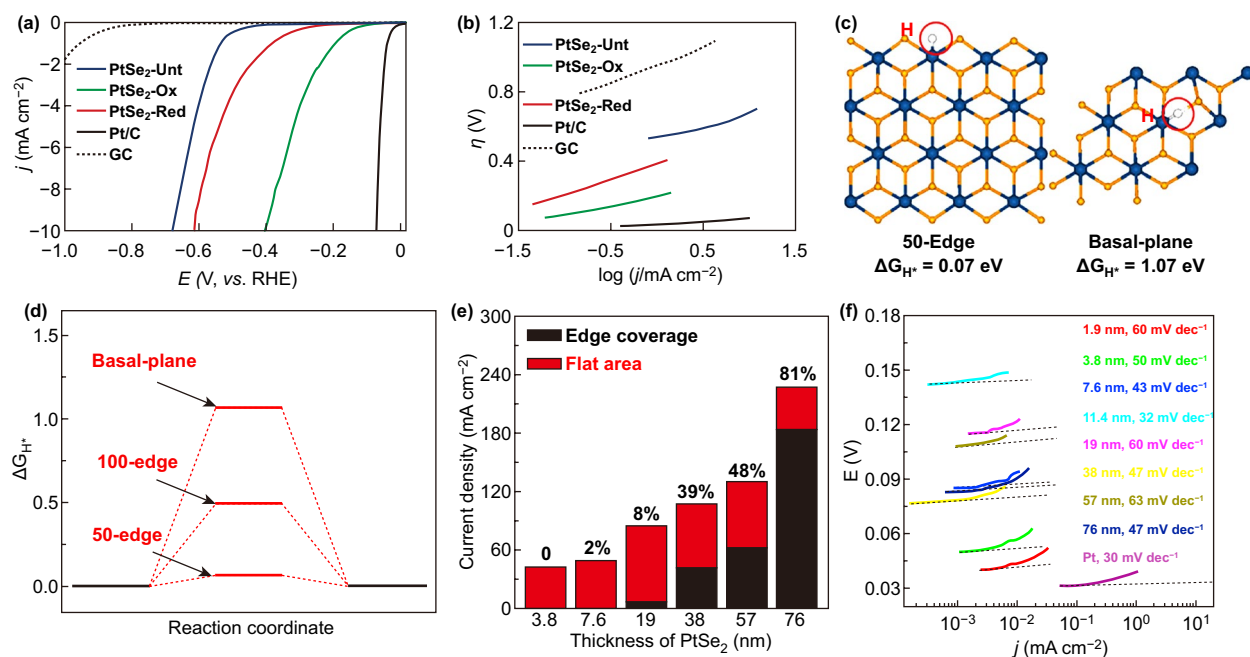 (a)
0
−2
−4
−6
−8
−10
j (mA cm⁻²)
PtSe₂-Unt
PtSe₂-Ox
PtSe₂-Red
Pt/C
GC
−1.0
−0.8
−0.6
−0.4
−0.2
0
E (V, vs. RHE)
(b)
1.2
0.8
0.4
0
η (V)
PtSe₂-Unt
PtSe₂-Ox
PtSe₂-Red
Pt/C
GC
−1.5
−0.5
0.5
1.5
log (j/mA cm⁻²)
(c)
H
H
50-Edge
ΔG_H* = 0.07 eV
Basal-plane
ΔG_H* = 1.07 eV
(d)
1.5
1.0
0.5
0.0
ΔG_H*
Basal-plane
100-edge
50-edge
Reaction coordinate
(e)
300
240
180
120
60
0
Current density (mA cm⁻²)
Edge coverage
Flat area
0
2%
8%
39%
48%
81%
3.8
7.6
19
38
57
76
Thickness of PtSe₂ (nm)
(f)
0.18
0.15
0.12
0.09
0.06
0.03
E (V)
1.9 nm, 60 mV dec⁻¹
3.8 nm, 50 mV dec⁻¹
7.6 nm, 43 mV dec⁻¹
11.4 nm, 32 mV dec⁻¹
19 nm, 60 mV dec⁻¹
38 nm, 47 mV dec⁻¹
57 nm, 63 mV dec⁻¹
76 nm, 47 mV dec⁻¹
Pt, 30 mV dec⁻¹
10⁻³
10⁻²
10⁻¹
10⁰
10¹
j (mA cm⁻²)